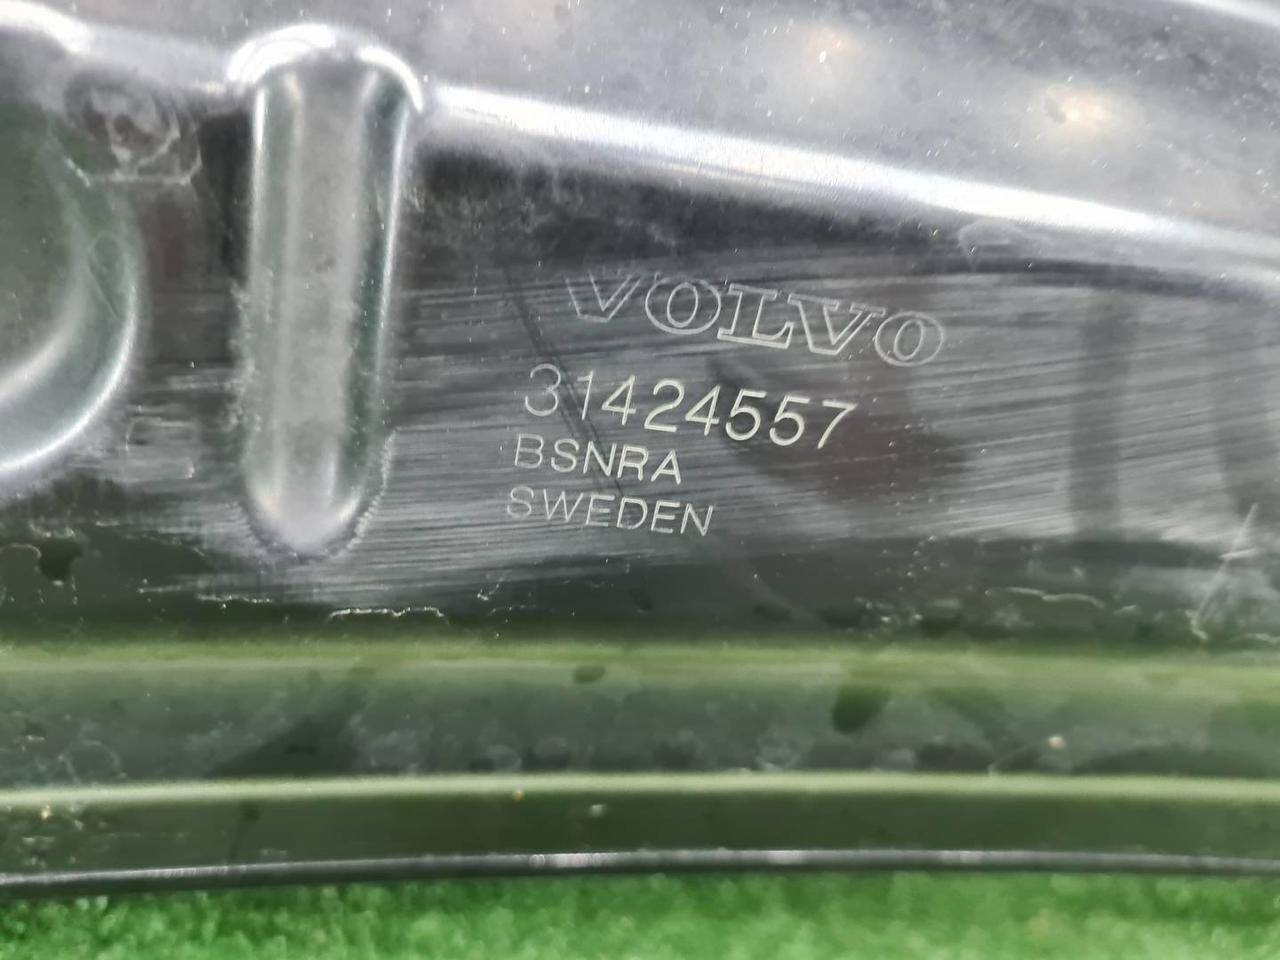 VOLVO
31424557
BSNRA
SWEDEN